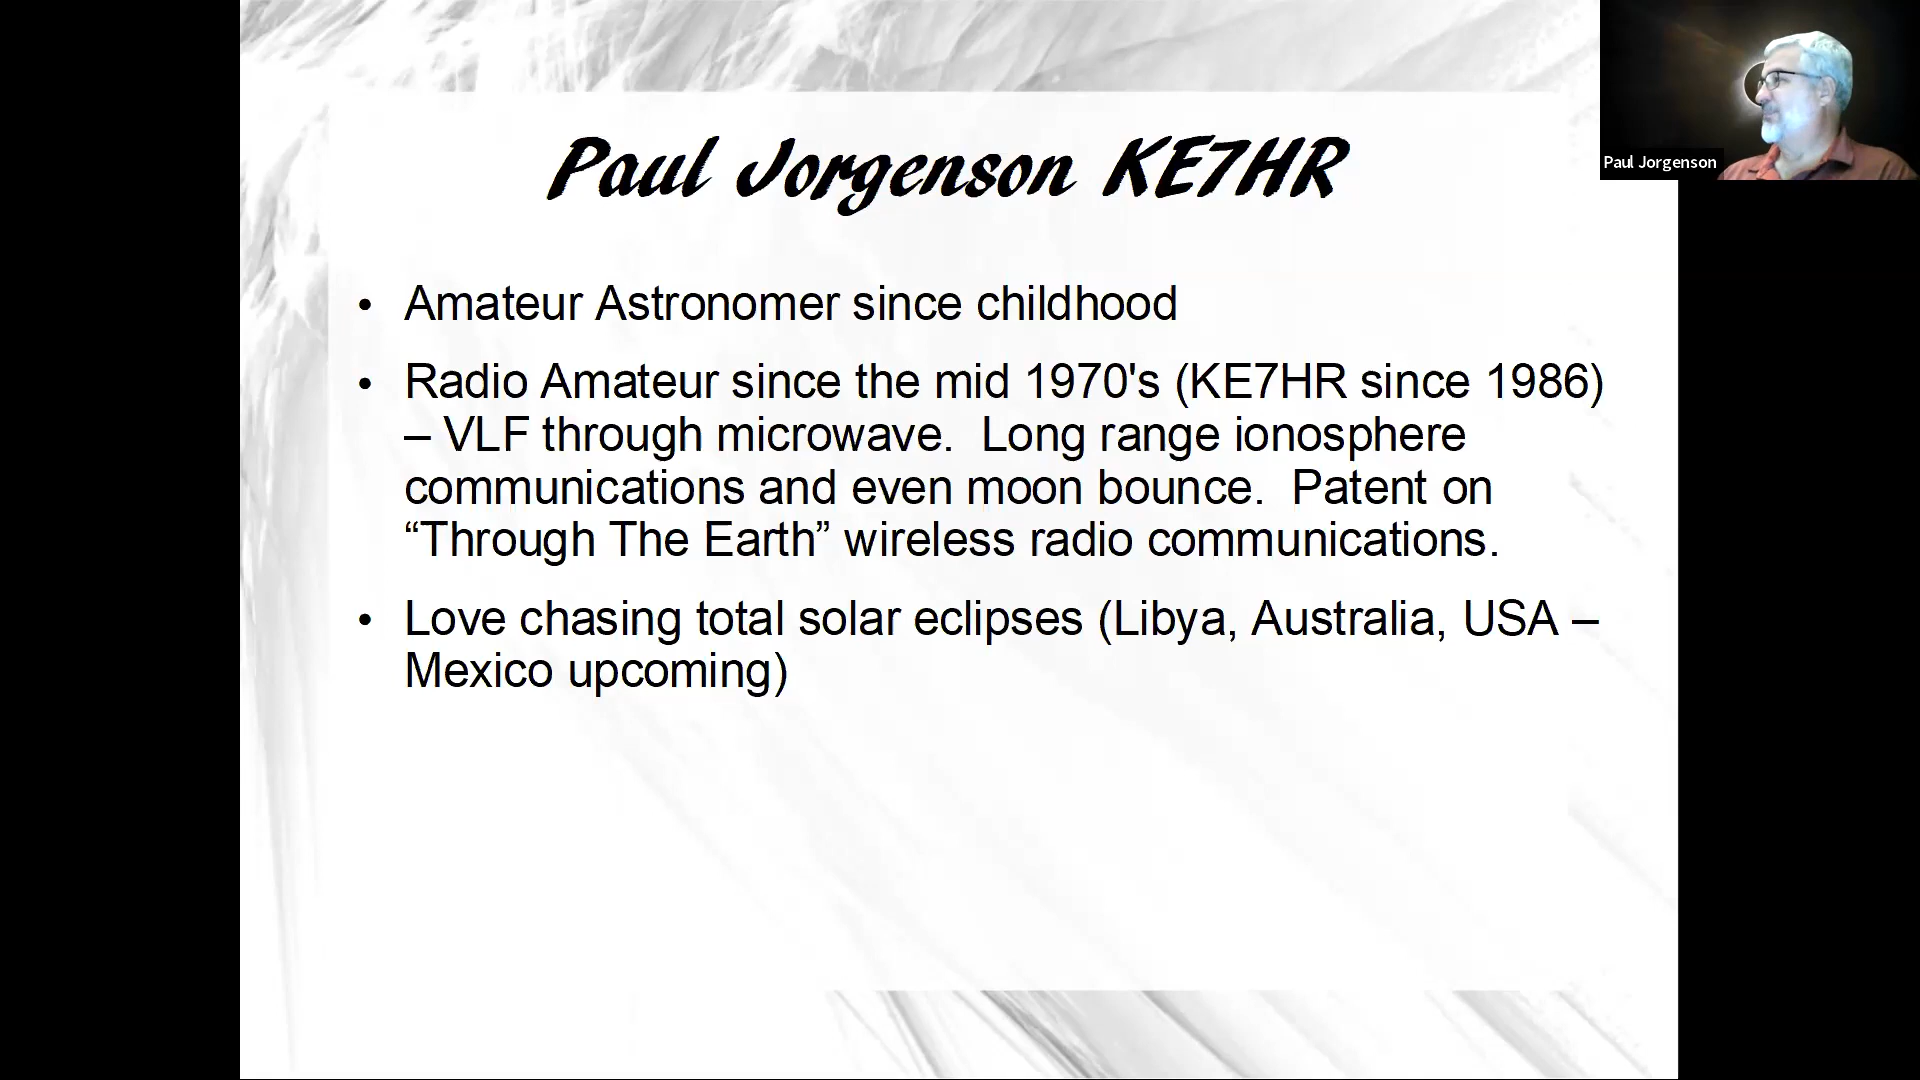 Paul Jorgenson KE7HR
Paul Jorgenson
• Amateur Astronomer since childhood
• Radio Amateur since the mid 1970's (KE7HR since 1986)
– VLF through microwave.  Long range ionosphere
communications and even moon bounce.  Patent on
“Through The Earth” wireless radio communications.
• Love chasing total solar eclipses (Libya, Australia, USA –
Mexico upcoming)